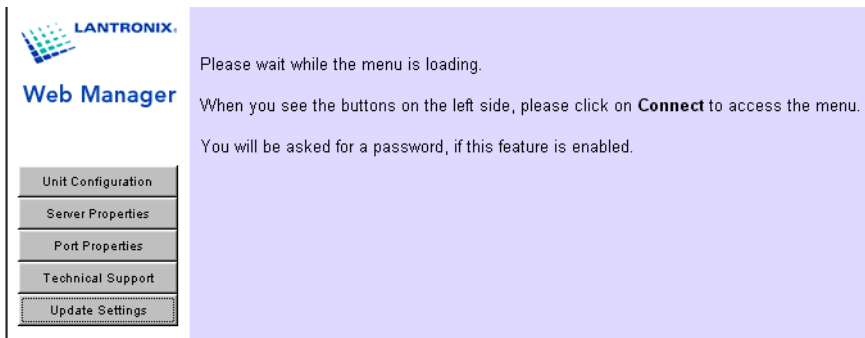 LANTRONIX.
Web Manager
Please wait while the menu is loading.
When you see the buttons on the left side, please click on Connect to access the menu.
You will be asked for a password, if this feature is enabled.
Unit Configuration
Server Properties
Port Properties
Technical Support
Update Settings